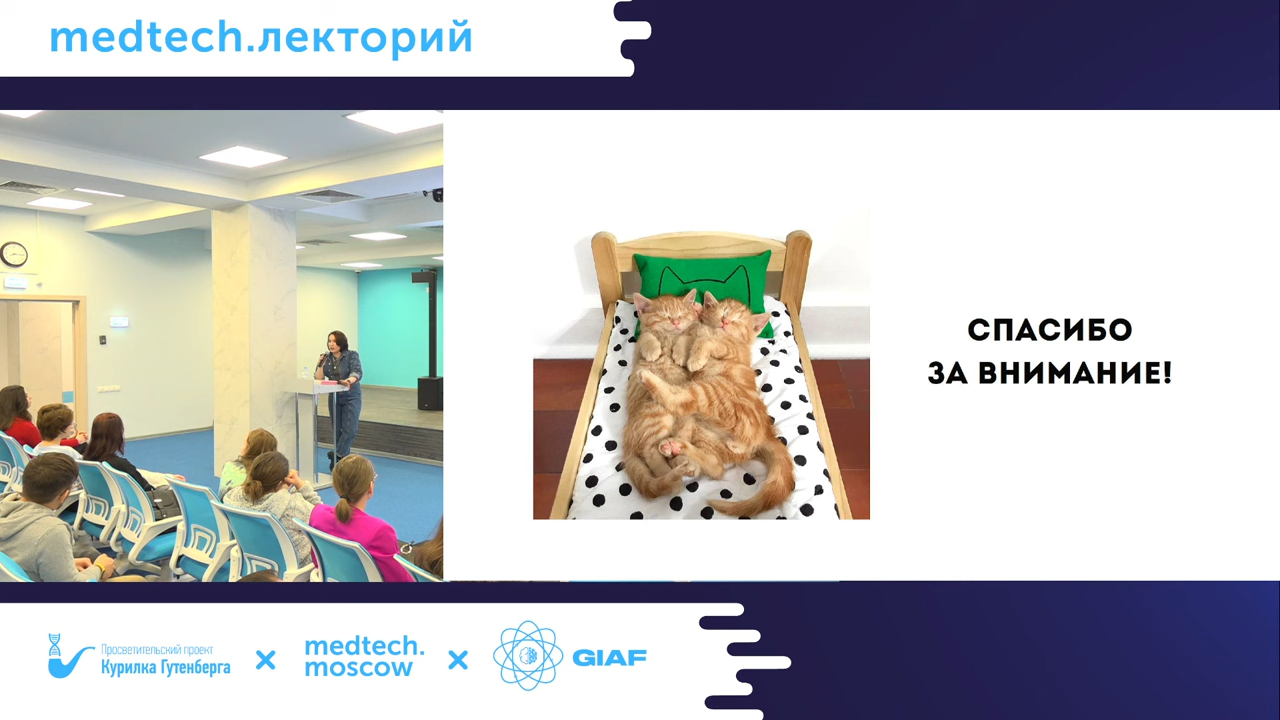 medtech.лекторий
СПАСИБО
ЗА ВНИМАНИЕ!
Просветительский проект
Курилка Гутенберга
medtech.
moscow
GIAF